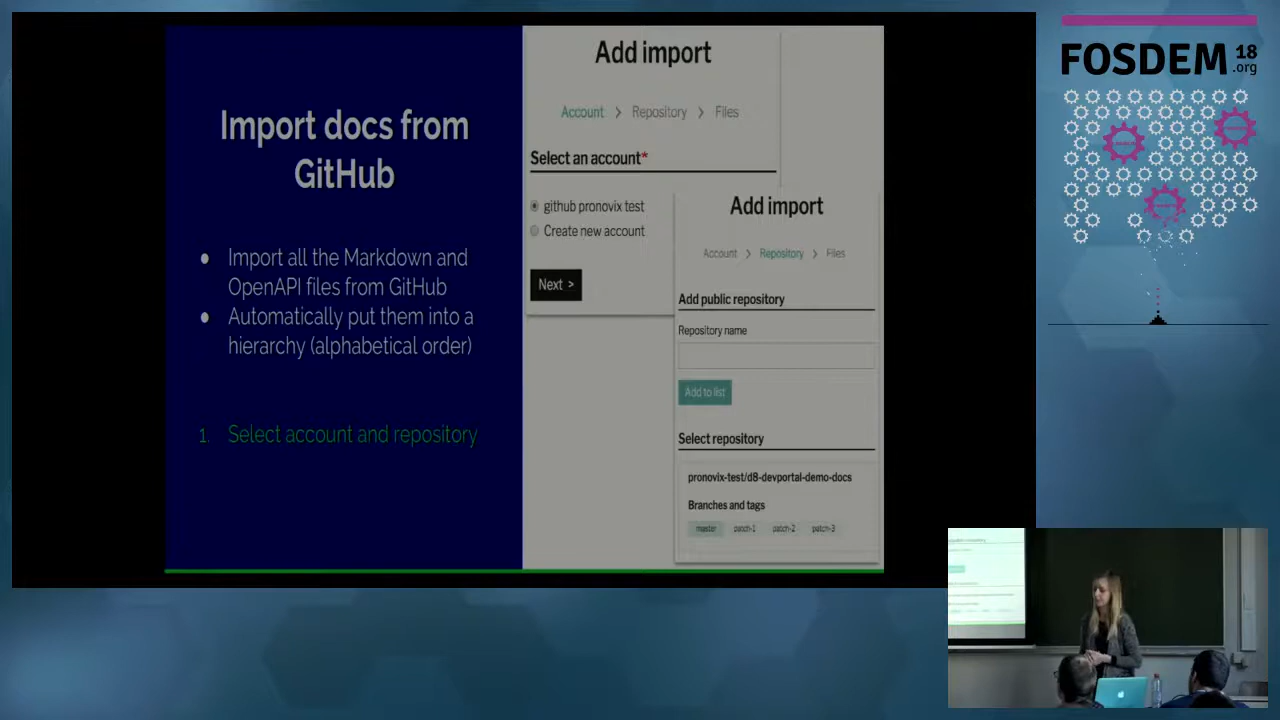 Import docs from
GitHub
● Import all the Markdown and
OpenAPI files from GitHub
● Automatically put them into a
hierarchy (alphabetical order)
1. Select account and repository
Add import
Account > Repository > Files
Select an account*
github pronovix test
Create new account
Next >
Add import
Account > Repository > Files
Add public repository
Repository name
Add to list
Select repository
pronovix-test/d8-devportal-demo-docs
Branches and tags
master patch-1 patch-2 patch-3
FOSDEM 18
.org